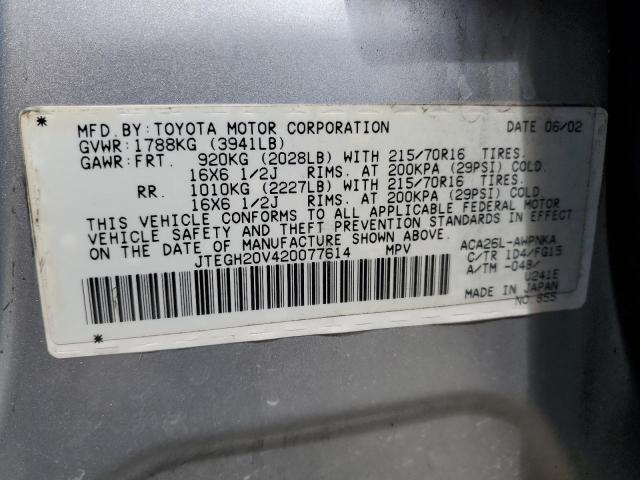 MFD. BY: TOYOTA MOTOR CORPORATION DATE 06/02
GVWR: 1788KG (3941LB)
GAWR: FRT. 920KG (2028LB) WITH 215/70R16 TIRES.
16X6 1/2J RIMS. AT 200KPA (29PSI) COLD.
RR. 1010KG (2227LB) WITH 215/70R16 TIRES.
16X6 1/2J RIMS. AT 200KPA (29PSI) COLD
THIS VEHICLE CONFORMS TO ALL APPLICABLE FEDERAL MOTOR
VEHICLE SAFETY AND THEFT PREVENTION STANDARDS IN EFFECT
ON THE DATE OF MANUFACTURE SHOWN ABOVE.
JTEGH20V420077614 MPV
ACA26L-AWPNKA
C/TR 1D4/FG15
A/TM -04B/
U241E
MADE IN JAPAN
NO 855